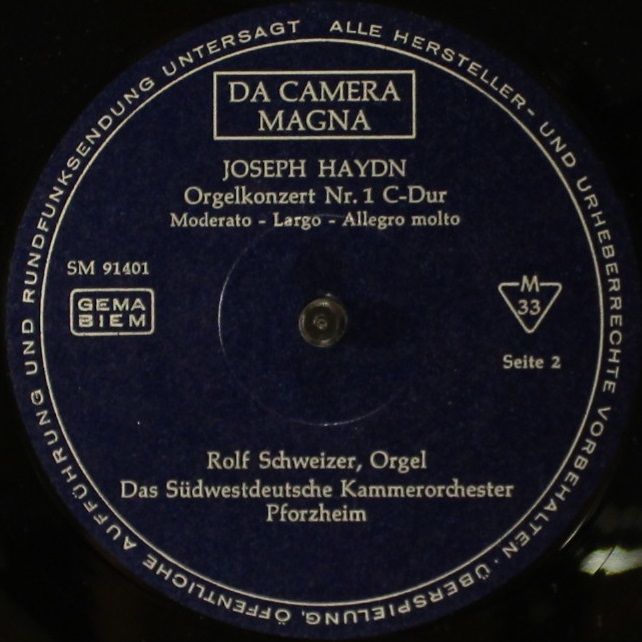 ALLE HERSTELLER- UND URHEBERRECHTE VORBEHALTEN · ÜBERSPIELUNG, ÖFFENTLICHE AUFFÜHRUNG UND RUNDFUNKSENDUNG UNTERSAGT
DA CAMERA
MAGNA
JOSEPH HAYDN
Orgelkonzert Nr. 1 C-Dur
Moderato - Largo - Allegro molto
SM 91401
GEMA
BIEM
M
33
Seite 2
Rolf Schweizer, Orgel
Das Südwestdeutsche Kammerorchester
Pforzheim